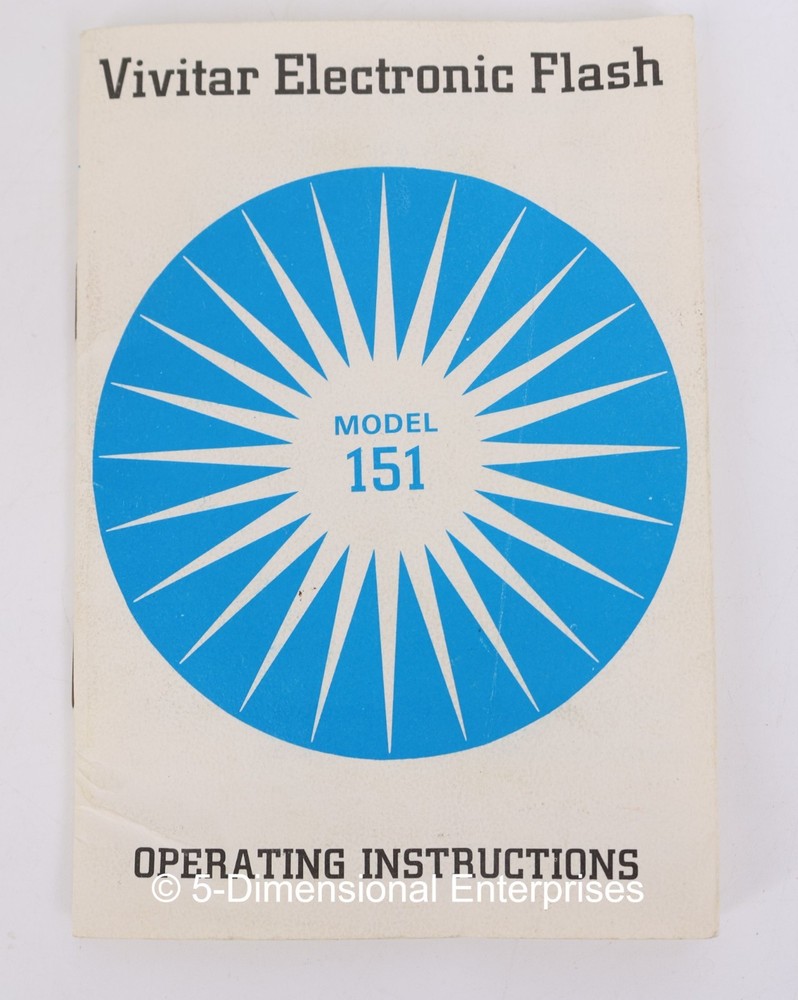 Vivitar Electronic Flash
MODEL
151
OPERATING INSTRUCTIONS
© 5-Dimensional Enterprises